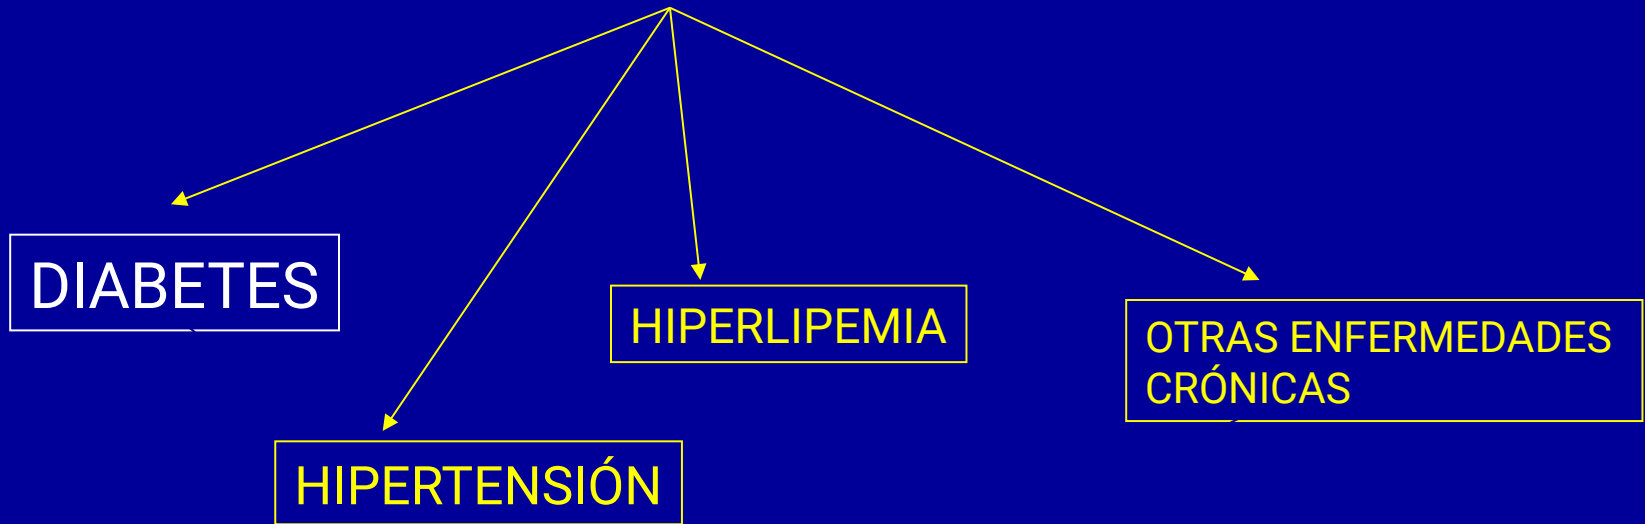 DIABETES
HIPERLIPEMIA
OTRAS ENFERMEDADES
CRÓNICAS
HIPERTENSIÓN